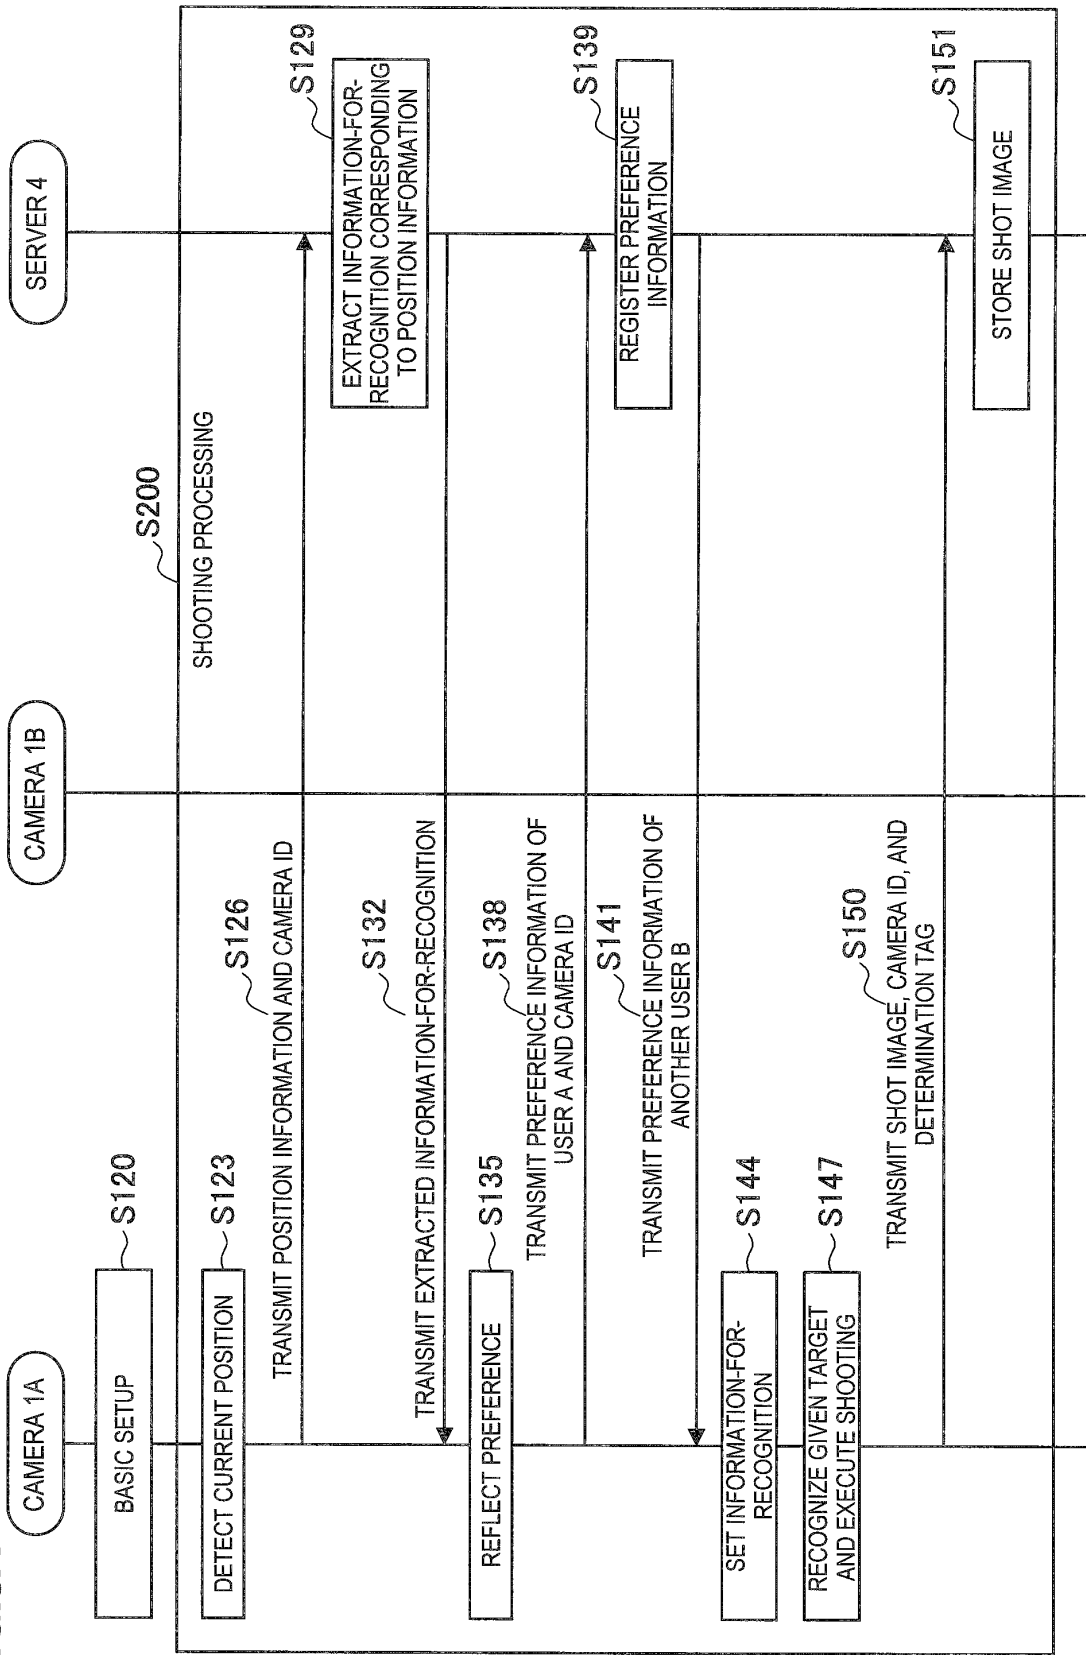 CAMERA 1A
CAMERA 1B
SERVER 4
BASIC SETUP
S120
S200
SHOOTING PROCESSING
DETECT CURRENT POSITION
S123
S126
TRANSMIT POSITION INFORMATION AND CAMERA ID
S129
EXTRACT INFORMATION-FOR-
RECOGNITION CORRESPONDING
TO POSITION INFORMATION
S132
TRANSMIT EXTRACTED INFORMATION-FOR-RECOGNITION
REFLECT PREFERENCE
S135
S138
TRANSMIT PREFERENCE INFORMATION OF
USER A AND CAMERA ID
S139
REGISTER PREFERENCE
INFORMATION
S141
TRANSMIT PREFERENCE INFORMATION OF
ANOTHER USER B
SET INFORMATION-FOR-
RECOGNITION
S144
RECOGNIZE GIVEN TARGET
AND EXECUTE SHOOTING
S147
S150
TRANSMIT SHOT IMAGE, CAMERA ID, AND
DETERMINATION TAG
S151
STORE SHOT IMAGE